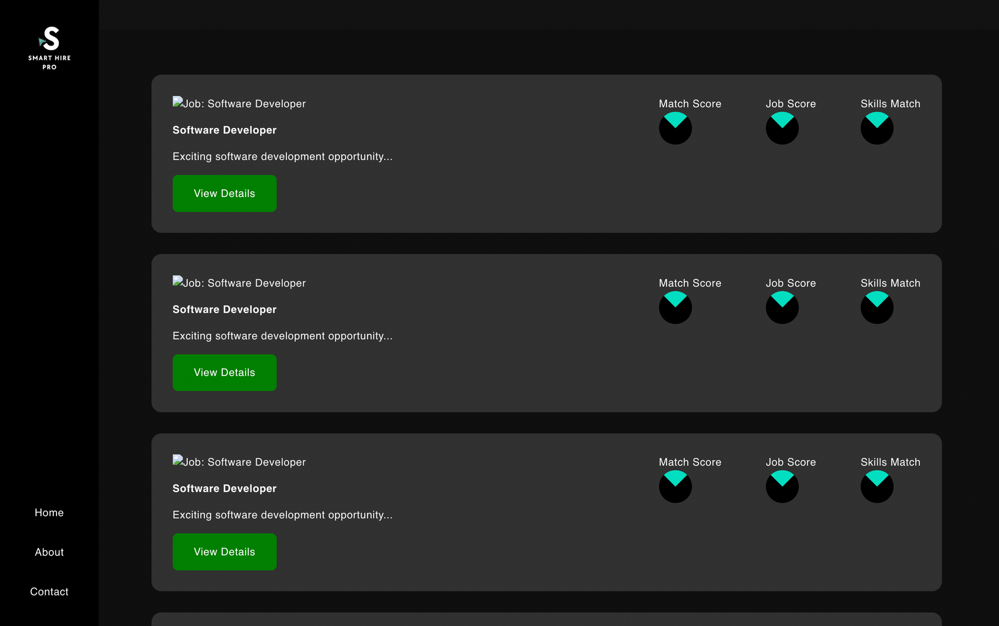 SMART HIRE
PRO
Job: Software Developer
Software Developer
Exciting software development opportunity...
View Details
Match Score
Job Score
Skills Match
Job: Software Developer
Software Developer
Exciting software development opportunity...
View Details
Match Score
Job Score
Skills Match
Job: Software Developer
Software Developer
Exciting software development opportunity...
View Details
Match Score
Job Score
Skills Match
Home
About
Contact